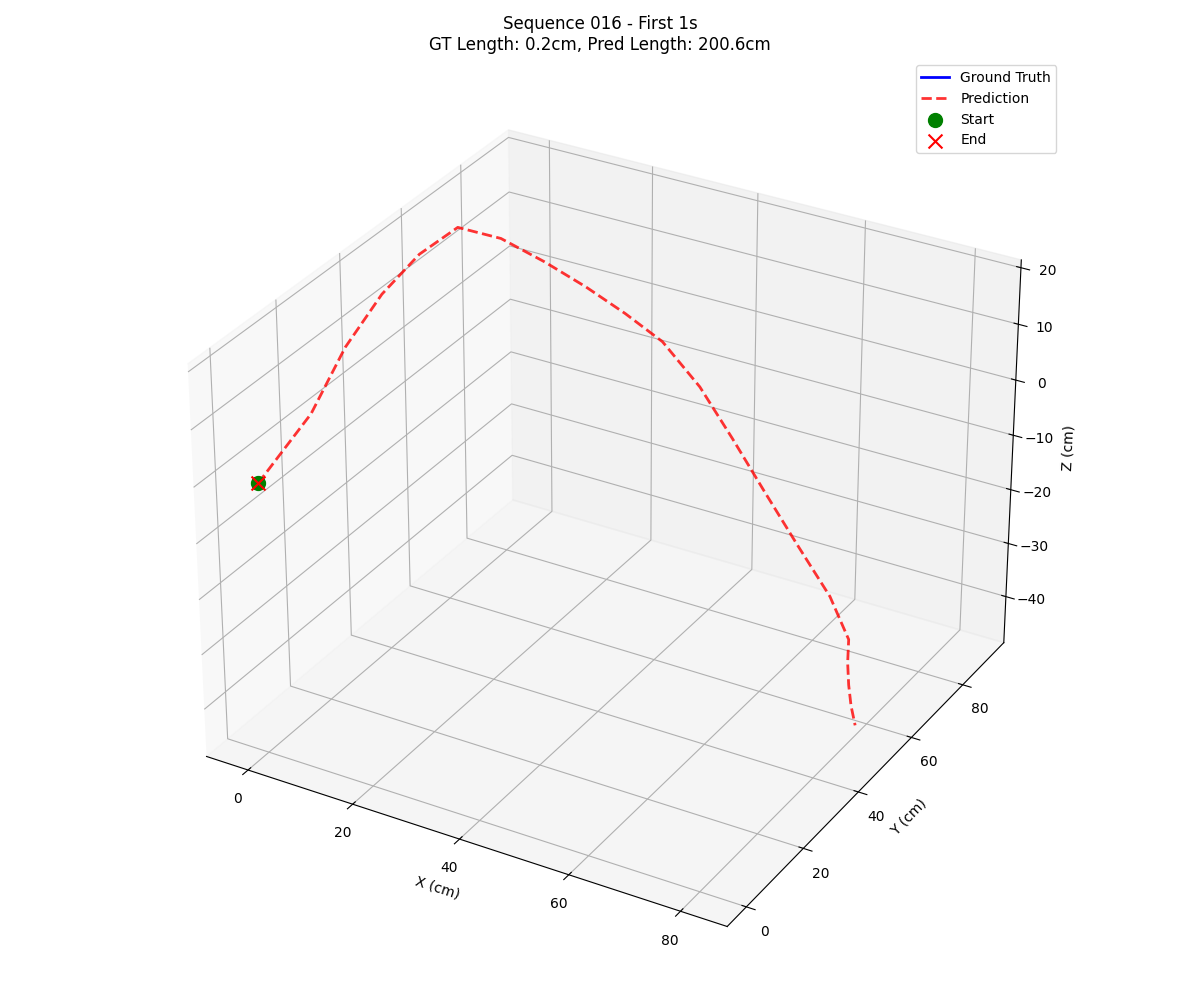 Sequence 016 - First 1s
GT Length: 0.2cm, Pred Length: 200.6cm
Ground Truth
Prediction
Start
End
20
10
0
−10
−20
−30
−40
Z (cm)
80
60
40
20
0
Y (cm)
0
20
40
60
80
X (cm)